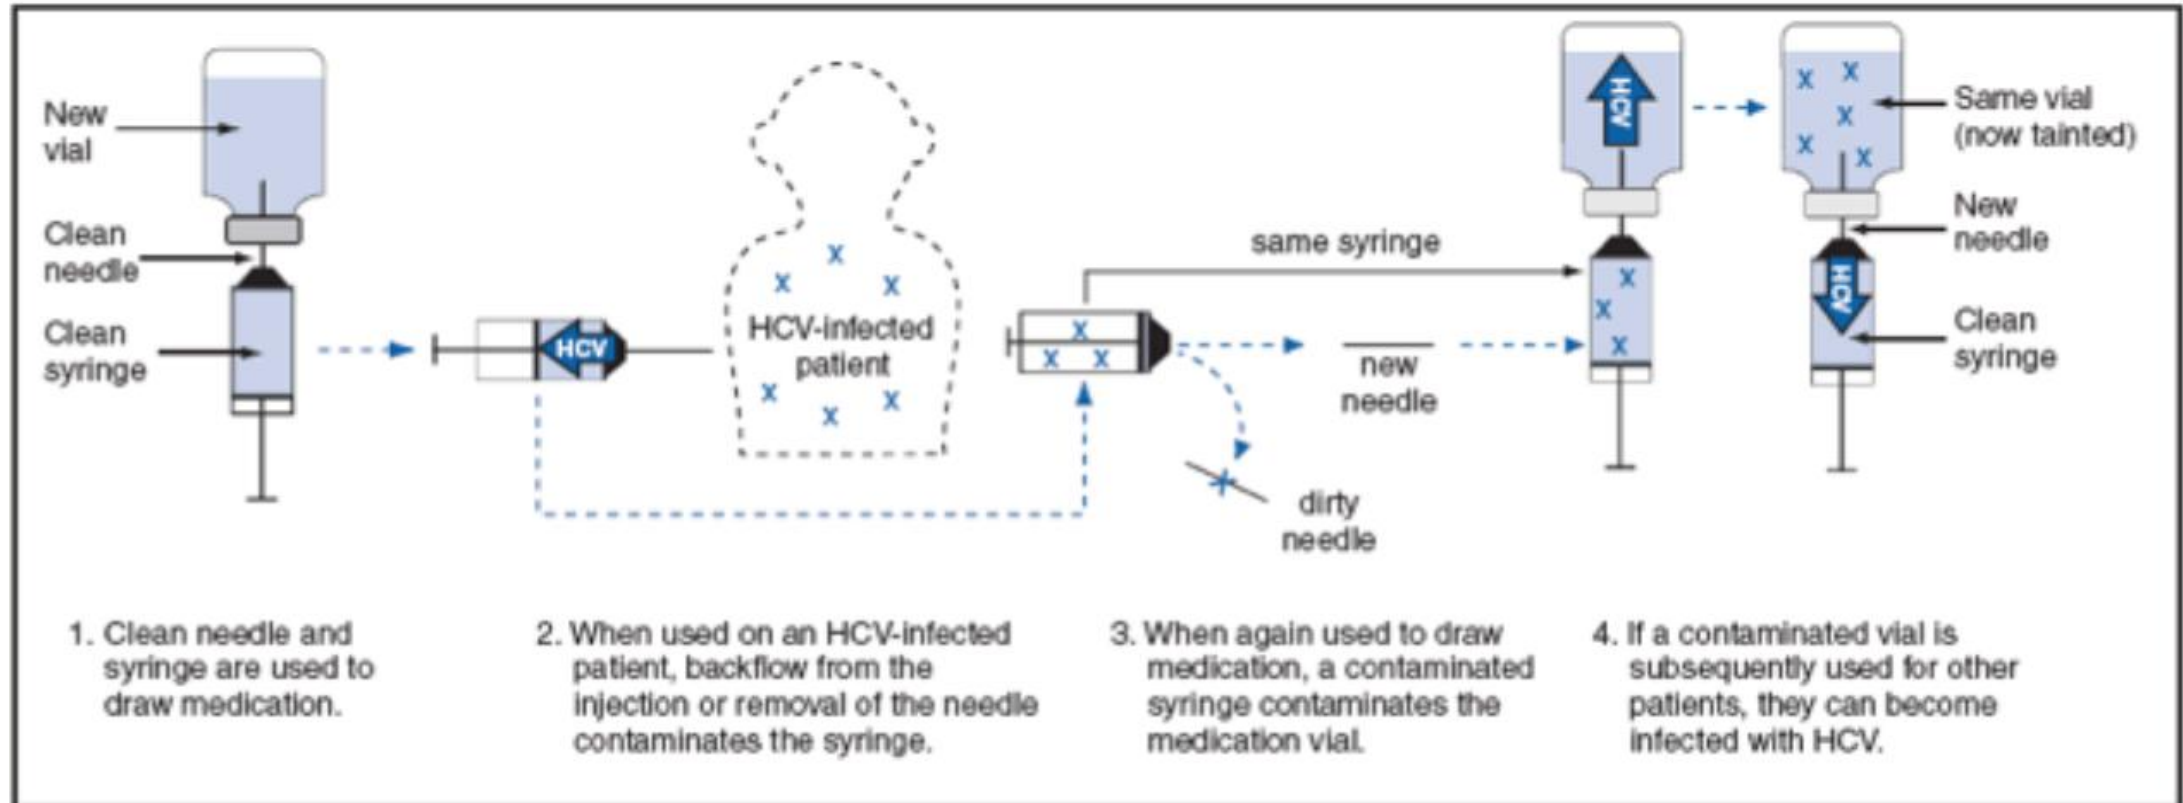 New
vial
Clean
needle
Clean
syringe
HCV
HCV-infected
patient
same syringe
new
needle
dirty
needle
HCV
HCV
Same vial
(now tainted)
New
needle
Clean
syringe
1. Clean needle and
syringe are used to
draw medication.
2. When used on an HCV-infected
patient, backflow from the
injection or removal of the needle
contaminates the syringe.
3. When again used to draw
medication, a contaminated
syringe contaminates the
medication vial.
4. If a contaminated vial is
subsequently used for other
patients, they can become
infected with HCV.